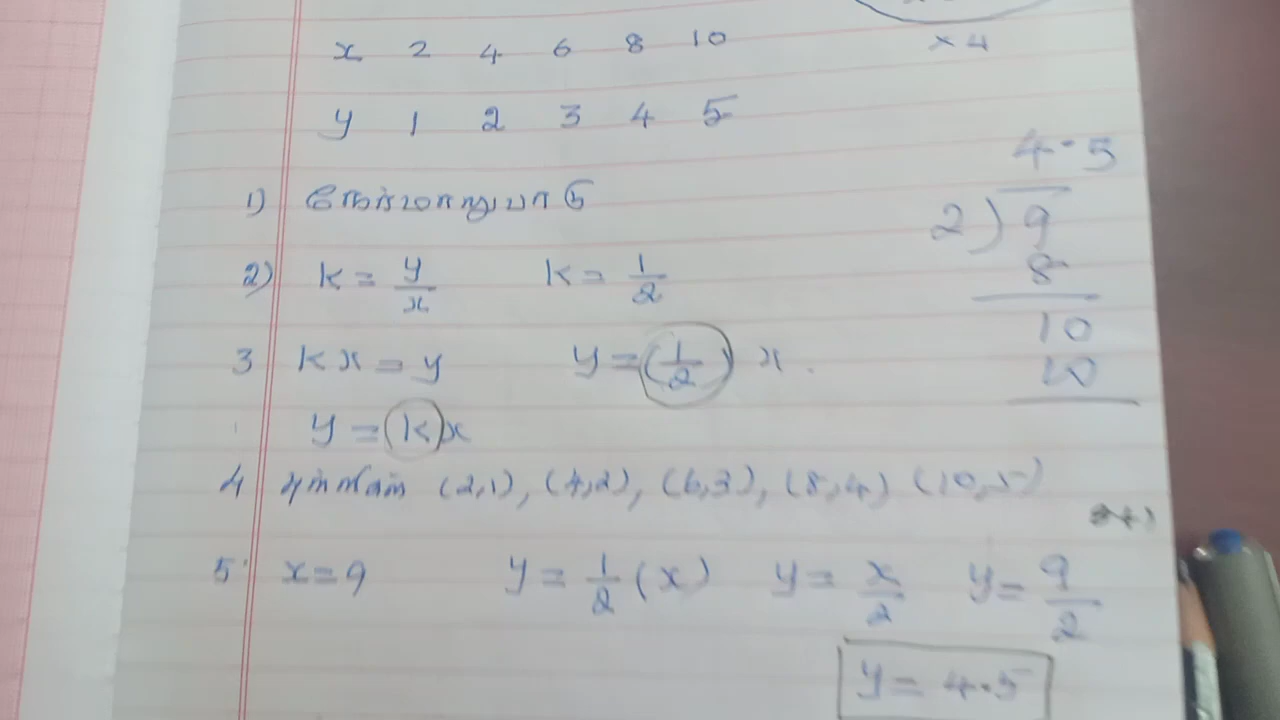 x 2 4 6 8 10
× 4
y 1 2 3 4 5
1) நேர்மாறுபாடு
2) k = y/x k = 1/2
3 kx = y y = (1/2) x.
y = (k)x
4 புள்ளிகள் (2,1), (4,2), (6,3), (8,4) (10,5)
5. x = 9 y = 1/2 (x) y = x/2 y = 9/2
y = 4.5
4.5
2) 9
8
10
10